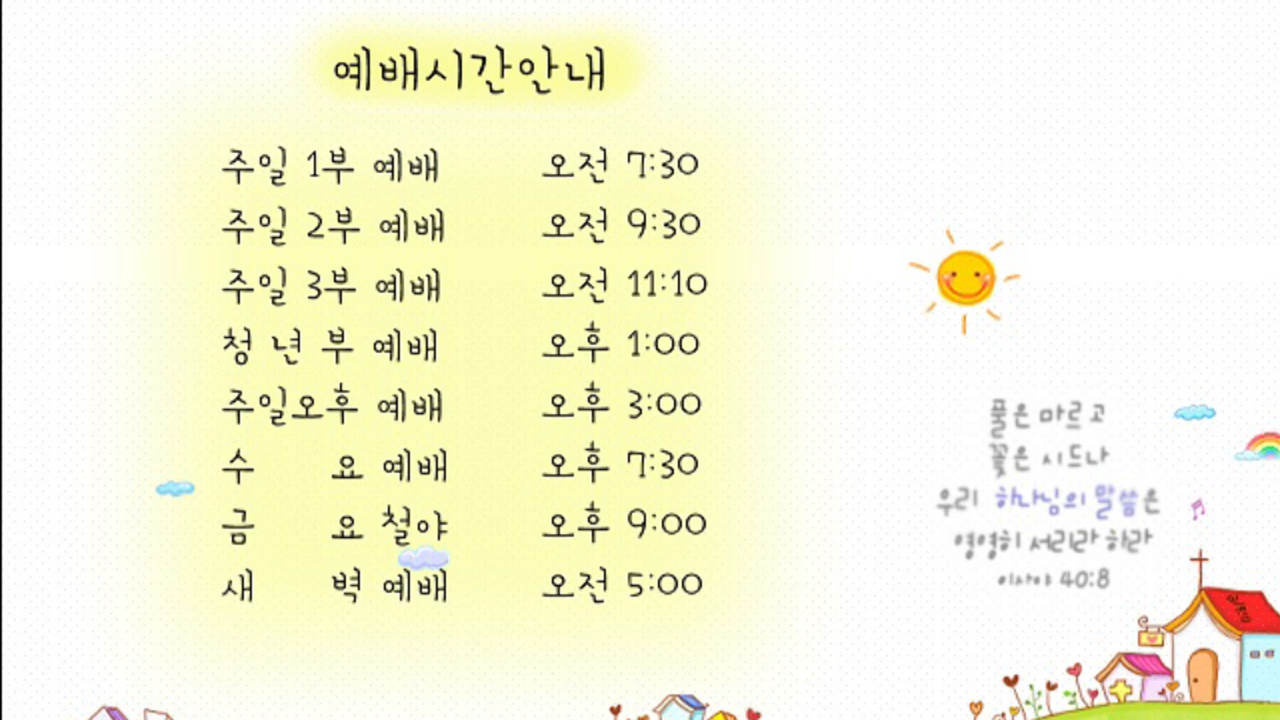 예배시간안내
주일 1부 예배 오전 7:30
주일 2부 예배 오전 9:30
주일 3부 예배 오전 11:10
청 년 부 예배 오후 1:00
주일오후 예배 오후 3:00
수 요 예배 오후 7:30
금 요 철야 오후 9:00
새 벽 예배 오전 5:00
풀은 마르고
꽃은 시드나
우리 하나님의 말씀은
영영히 서리라 하라
이사야 40:8